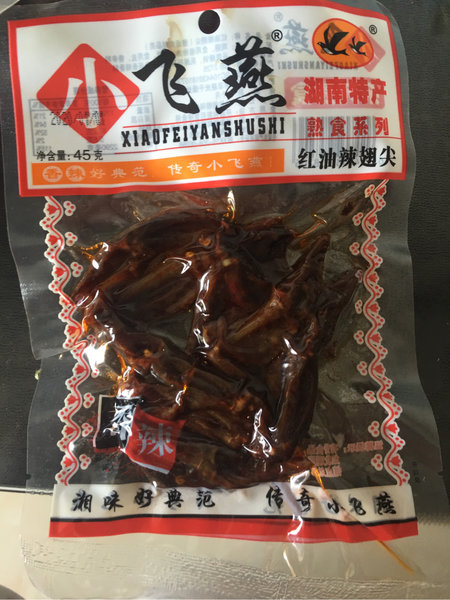 小飞燕®
XIAOFEIYANSHUSHI
净含量：45克
香辣好典范 传奇小飞燕
®
湖南特产
熟食系列
红油辣翅尖
辣
湘味好典范 传奇小飞燕